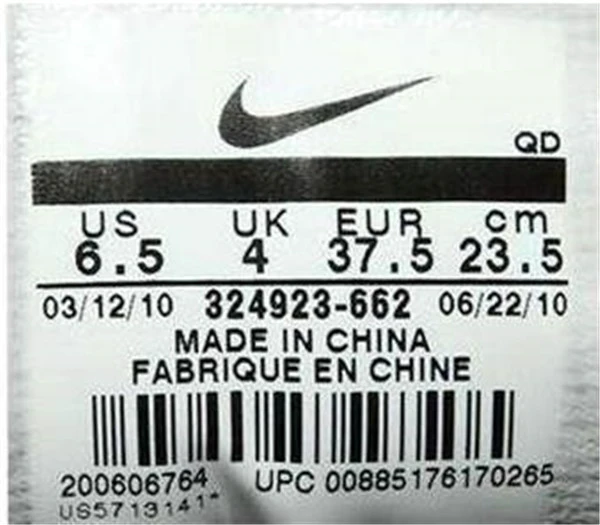 QD
US UK EUR cm
6.5 4 37.5 23.5
03/12/10 324923-662 06/22/10
MADE IN CHINA
FABRIQUE EN CHINE
200606764 UPC 00885176170265